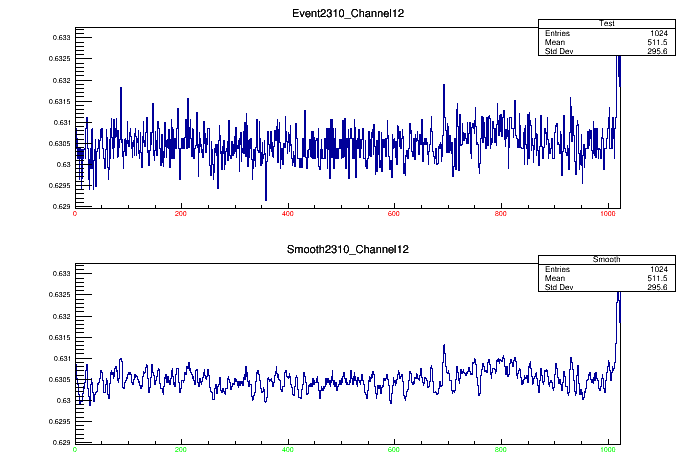 Event2310_Channel12
Test
Entries 1024
Mean 511.5
Std Dev 295.6
0.633
0.6325
0.632
0.6315
0.631
0.6305
0.63
0.6295
0.629
0 200 400 600 800 1000
Smooth2310_Channel12
Smooth
Entries 1024
Mean 511.5
Std Dev 295.6
0.633
0.6325
0.632
0.6315
0.631
0.6305
0.63
0.6295
0.629
0 200 400 600 800 1000